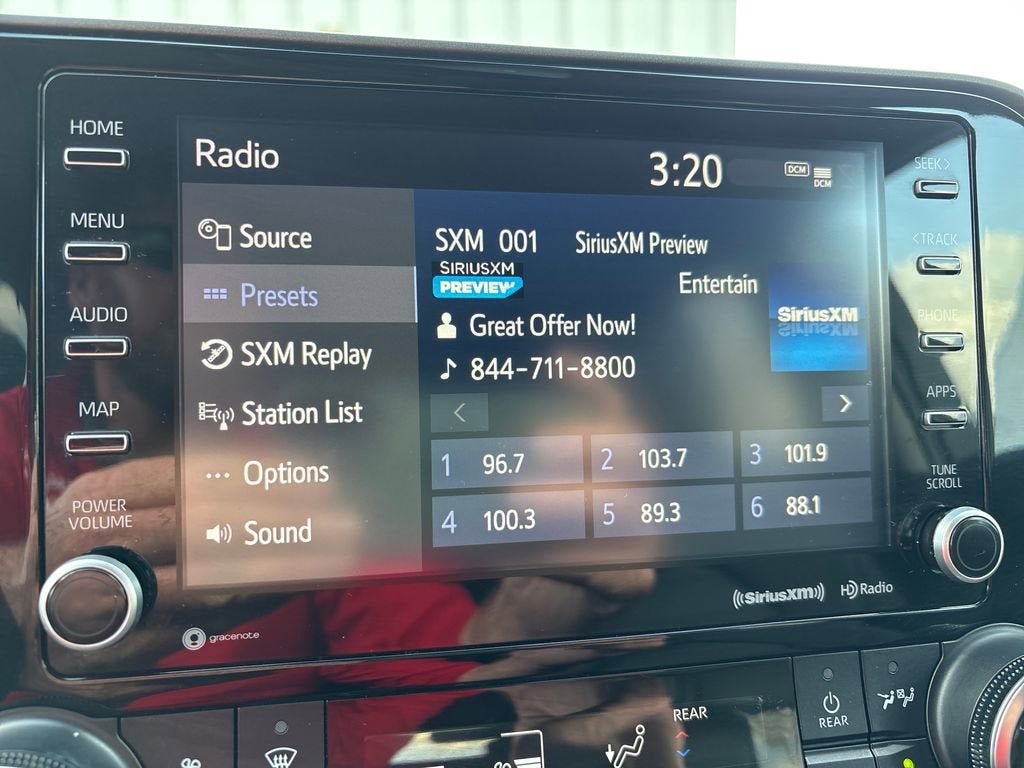 HOME
MENU
AUDIO
MAP
POWER
VOLUME
Radio
3:20
DCM
DCM
Source
Presets
SXM Replay
Station List
Options
Sound
SXM 001 SiriusXM Preview
SIRIUSXM
PREVIEW
Entertain
SiriusXM
Great Offer Now!
844-711-8800
<
>
1 96.7
2 103.7
3 101.9
4 100.3
5 89.3
6 88.1
SEEK>
<TRACK
PHONE
APPS
TUNE
SCROLL
gracenote
((SiriusXM))
HD Radio
REAR
REAR